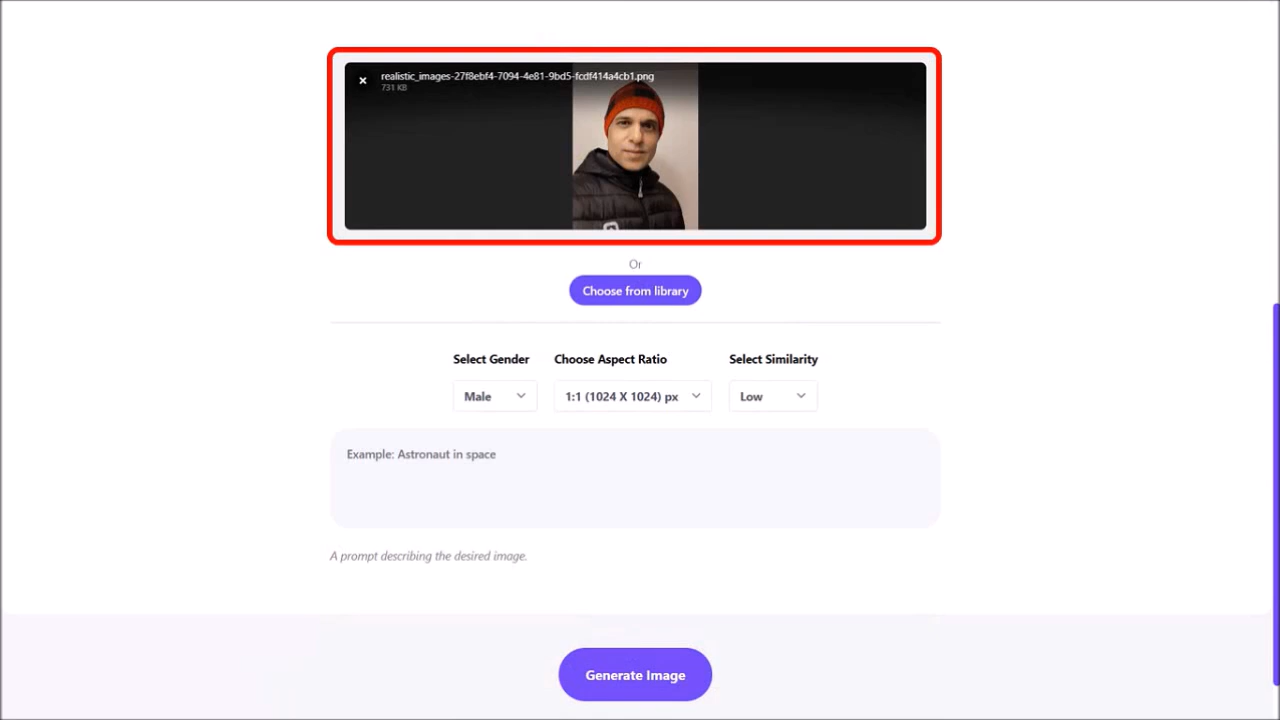 realistic_images-27f8ebf4-7094-4e81-9bd5-fcdf414a4cb1.png
731 KB
Or
Choose from library
Select Gender Choose Aspect Ratio Select Similarity
Male 1:1 (1024 X 1024) px Low
Example: Astronaut in space
A prompt describing the desired image.
Generate Image